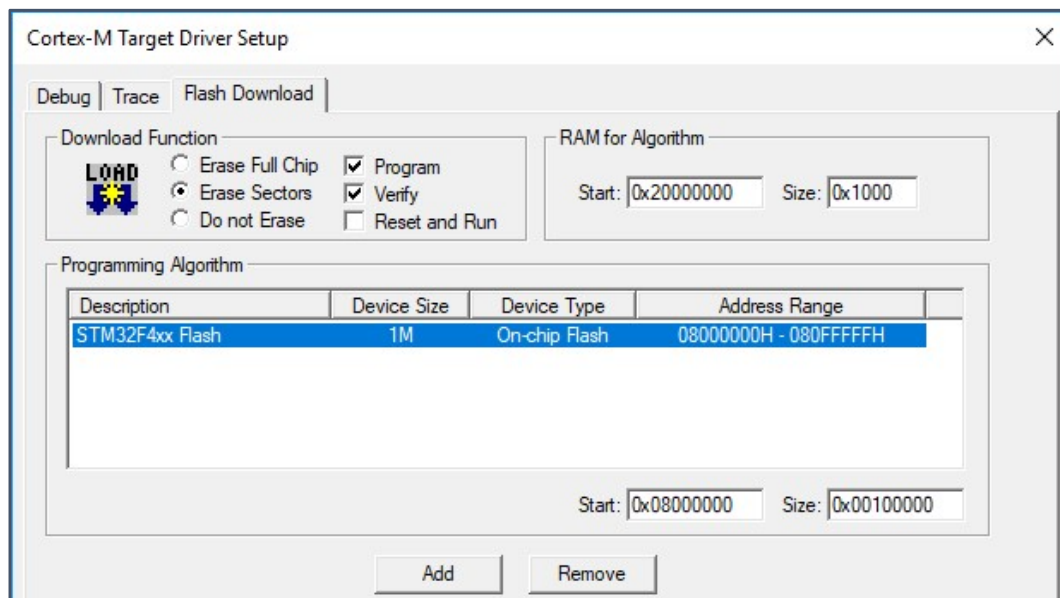 Cortex-M Target Driver Setup
Debug Trace Flash Download
Download Function
LOAD
Erase Full Chip
Erase Sectors
Do not Erase
Program
Verify
Reset and Run
RAM for Algorithm
Start: 0x20000000 Size: 0x1000
Programming Algorithm
Description Device Size Device Type Address Range
STM32F4xx Flash 1M On-chip Flash 08000000H - 080FFFFFH
Start: 0x08000000 Size: 0x00100000
Add Remove